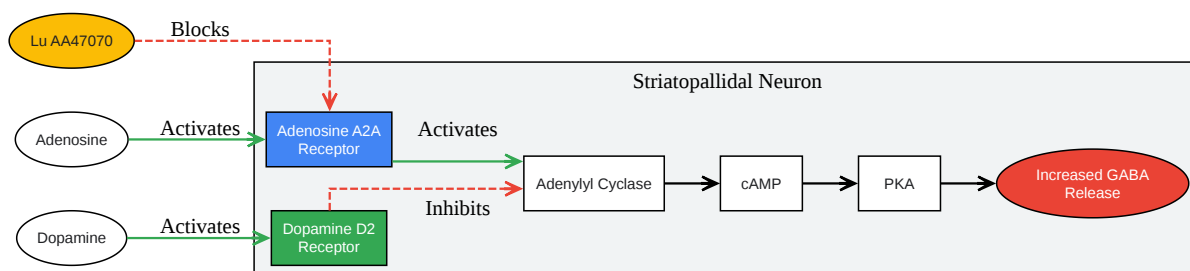 Blocks
Lu AA47070
Striatopallidal Neuron
Adenosine
Activates
Adenosine A2A
Receptor
Activates
Adenylyl Cyclase
cAMP
PKA
Increased GABA
Release
Inhibits
Dopamine
Activates
Dopamine D2
Receptor